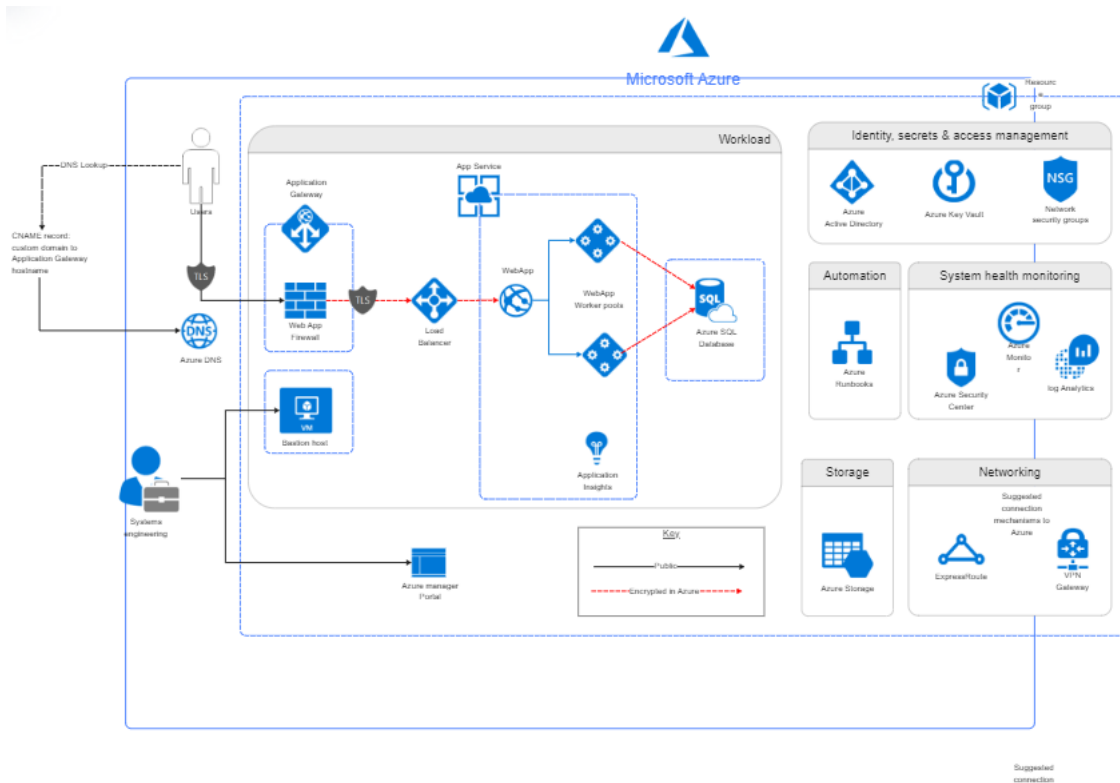 Microsoft Azure
Resourc
e
group
Workload
Identity, secrets & access management
DNS Lookup
Users
App Service
Application
Gateway
NSG
Azure
Active Directory
Azure Key Vault
Network
security groups
CNAME record:
custom domain to
Application Gateway
hostname
TLS
DNS
Azure DNS
Web App
Firewall
TLS
Load
Balancer
WebApp
WebApp
Worker pools
SQL
Azure SQL
Database
Automation
Azure
Runbooks
System health monitoring
Azure
Monito
r
Azure Security
Center
log Analytics
VM
Bastion host
Application
Insights
Systems
engineering
Azure manager
Portal
Key
Public
Encrypted in Azure
Storage
Azure Storage
Networking
Suggested
connection
mechanisms to
Azure
ExpressRoute
VPN
Gateway
Suggested
connection